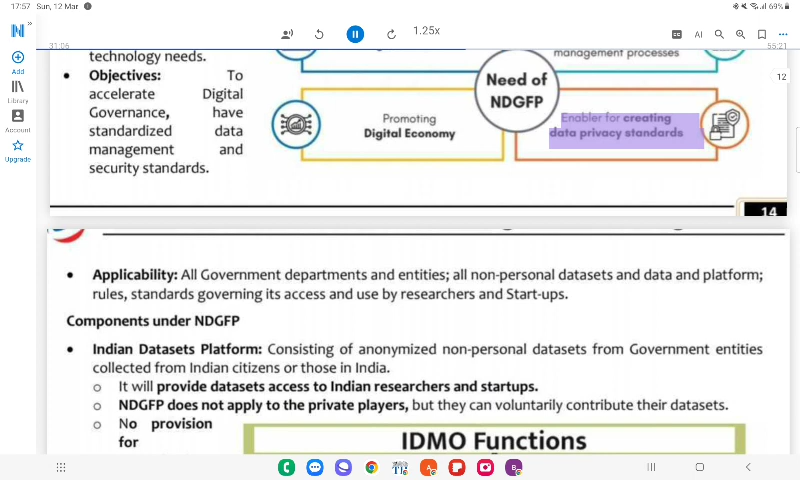 17:57 Sun, 12 Mar
69%
1.25x
AI
31:06
55:21
Add
Library
Account
Upgrade
12
technology needs.
• Objectives: To
accelerate Digital
Governance, have
standardized data
management and
security standards.
management processes
Need of
NDGFP
Promoting
Digital Economy
Enabler for creating
data privacy standards
14
• Applicability: All Government departments and entities; all non-personal datasets and data and platform;
rules, standards governing its access and use by researchers and Start-ups.
Components under NDGFP
• Indian Datasets Platform: Consisting of anonymized non-personal datasets from Government entities
collected from Indian citizens or those in India.
o It will provide datasets access to Indian researchers and startups.
o NDGFP does not apply to the private players, but they can voluntarily contribute their datasets.
o No provision
for
IDMO Functions